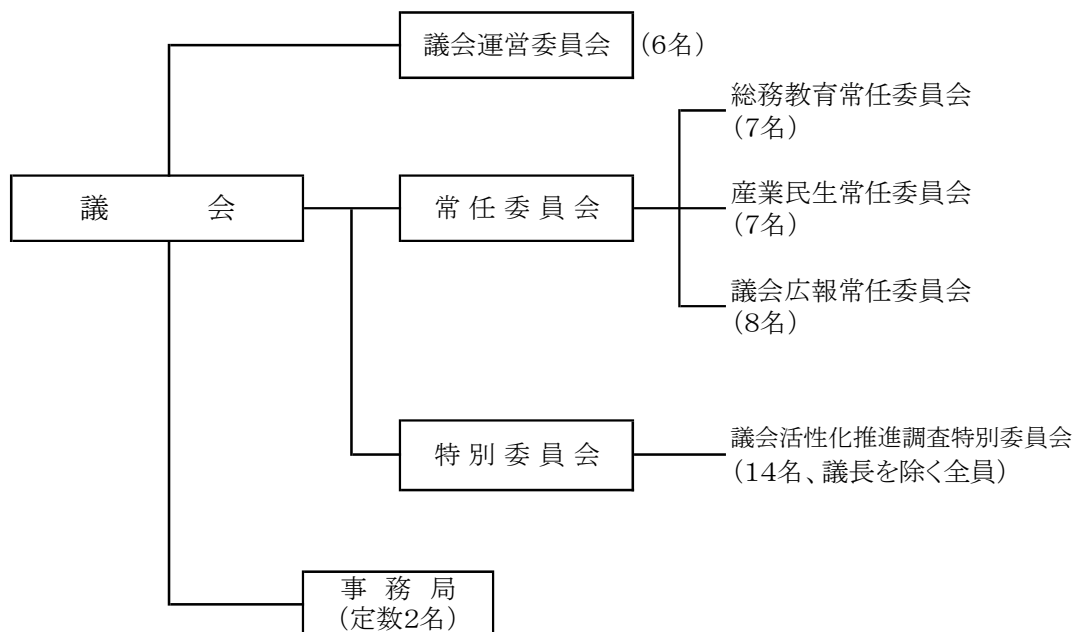 議会運営委員会
(6名)
総務教育常任委員会
(7名)
議 会
常任委員会
産業民生常任委員会
(7名)
議会広報常任委員会
(8名)
特別委員会
議会活性化推進調査特別委員会
(14名、議長を除く全員)
事務局
(定数2名)